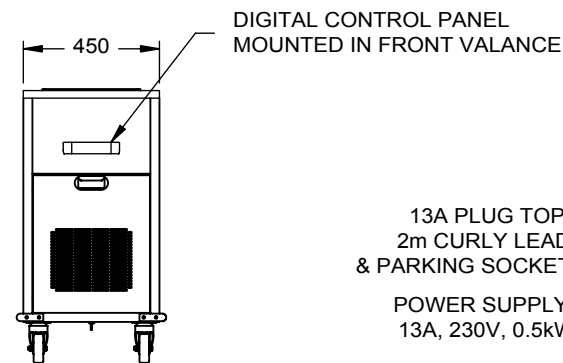 DIGITAL CONTROL PANEL
MOUNTED IN FRONT VALANCE
450
13A PLUG TOP
2m CURLY LEAD
& PARKING SOCKET
POWER SUPPLY
13A, 230V, 0.5kW